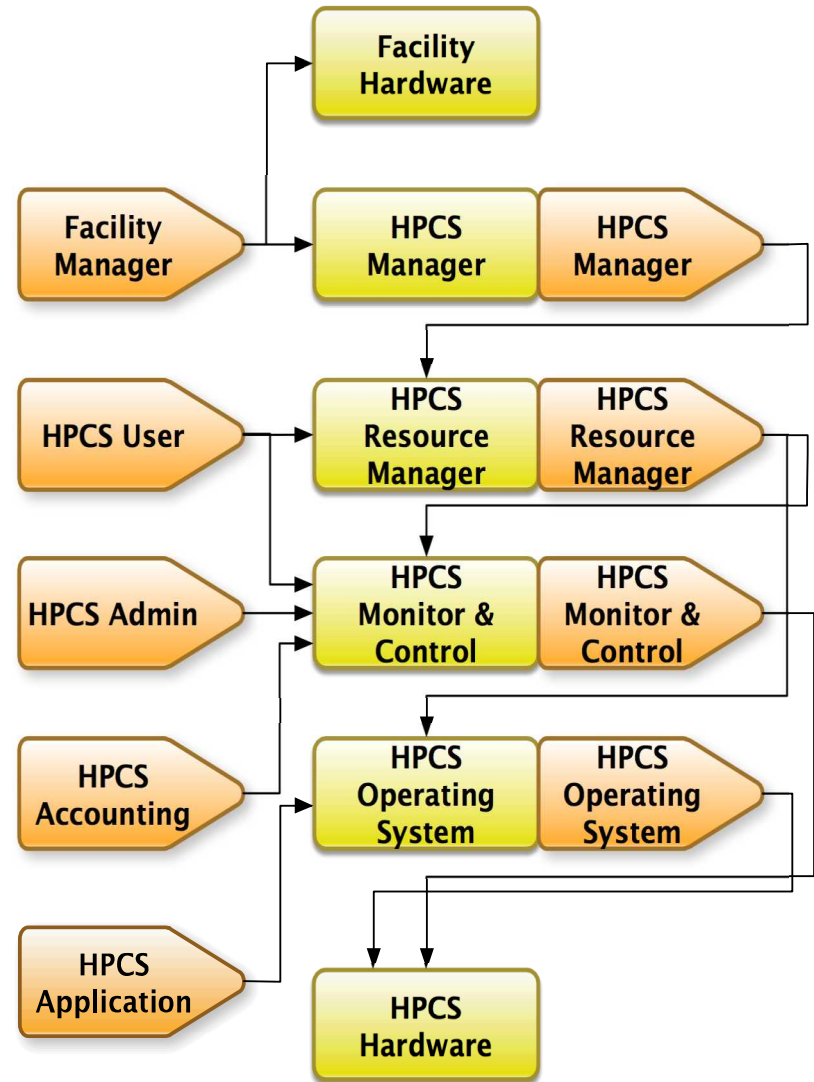 Facility
Hardware
Facility
Manager
HPCS
Manager
HPCS
Manager
HPCS User
HPCS
Resource
Manager
HPCS
Resource
Manager
HPCS Admin
HPCS
Monitor &
Control
HPCS
Monitor &
Control
HPCS
Accounting
HPCS
Operating
System
HPCS
Operating
System
HPCS
Application
HPCS
Hardware